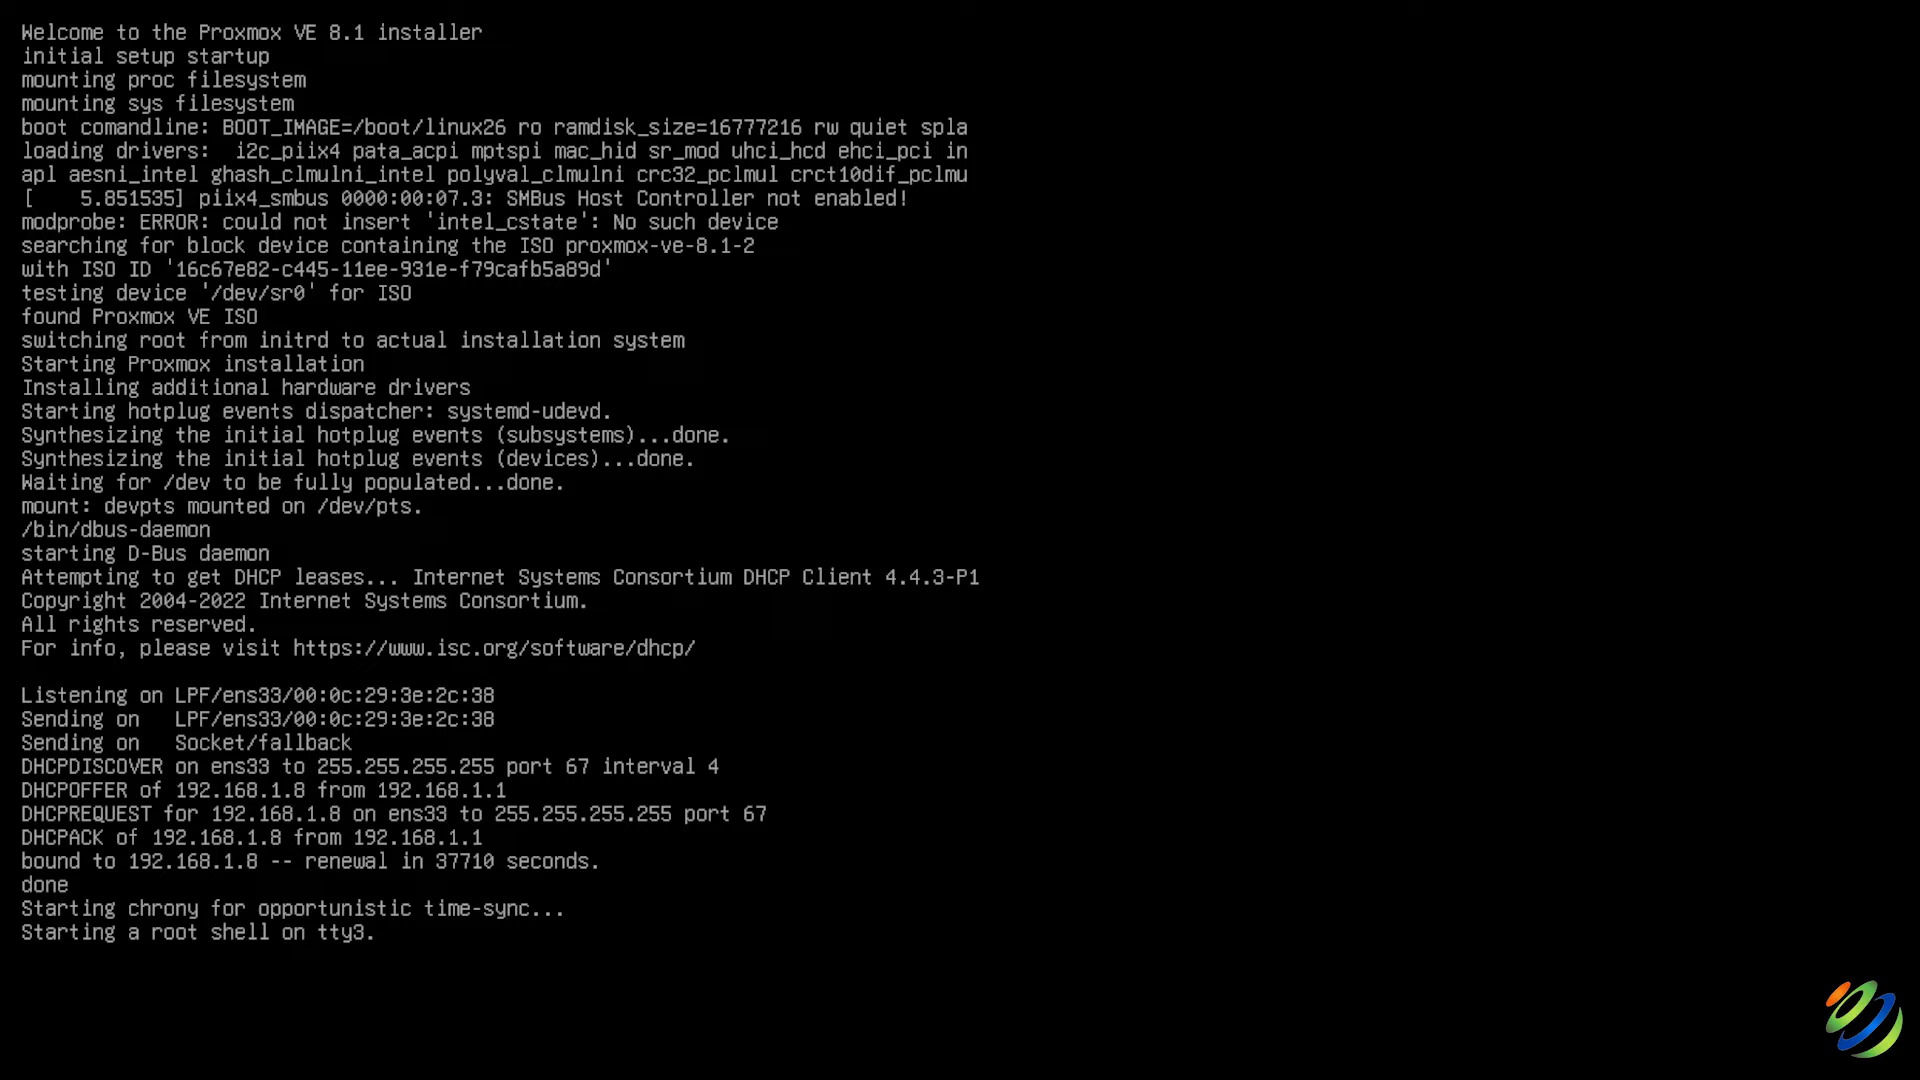 Welcome to the Proxmox VE 8.1 installer
initial setup startup
mounting proc filesystem
mounting sys filesystem
boot comandline: BOOT_IMAGE=/boot/linux26 ro ramdisk_size=16777216 rw quiet spla
loading drivers:  i2c_piix4 pata_acpi mptspi mac_hid sr_mod uhci_hcd ehci_pci in
apl aesni_intel ghash_clmulni_intel polyval_clmulni crc32_pclmul crct10dif_pclmu
[    5.851535] piix4_smbus 0000:00:07.3: SMBus Host Controller not enabled!
modprobe: ERROR: could not insert 'intel_cstate': No such device
searching for block device containing the ISO proxmox-ve-8.1-2
with ISO ID '16c67e82-c445-11ee-931e-f79cafb5a89d'
testing device '/dev/sr0' for ISO
found Proxmox VE ISO
switching root from initrd to actual installation system
Starting Proxmox installation
Installing additional hardware drivers
Starting hotplug events dispatcher: systemd-udevd.
Synthesizing the initial hotplug events (subsystems)...done.
Synthesizing the initial hotplug events (devices)...done.
Waiting for /dev to be fully populated...done.
mount: devpts mounted on /dev/pts.
/bin/dbus-daemon
starting D-Bus daemon
Attempting to get DHCP leases... Internet Systems Consortium DHCP Client 4.4.3-P1
Copyright 2004-2022 Internet Systems Consortium.
All rights reserved.
For info, please visit https://www.isc.org/software/dhcp/

Listening on LPF/ens33/00:0c:29:3e:2c:38
Sending on   LPF/ens33/00:0c:29:3e:2c:38
Sending on   Socket/fallback
DHCPDISCOVER on ens33 to 255.255.255.255 port 67 interval 4
DHCPOFFER of 192.168.1.8 from 192.168.1.1
DHCPREQUEST for 192.168.1.8 on ens33 to 255.255.255.255 port 67
DHCPACK of 192.168.1.8 from 192.168.1.1
bound to 192.168.1.8 -- renewal in 37710 seconds.
done
Starting chrony for opportunistic time-sync...
Starting a root shell on tty3.